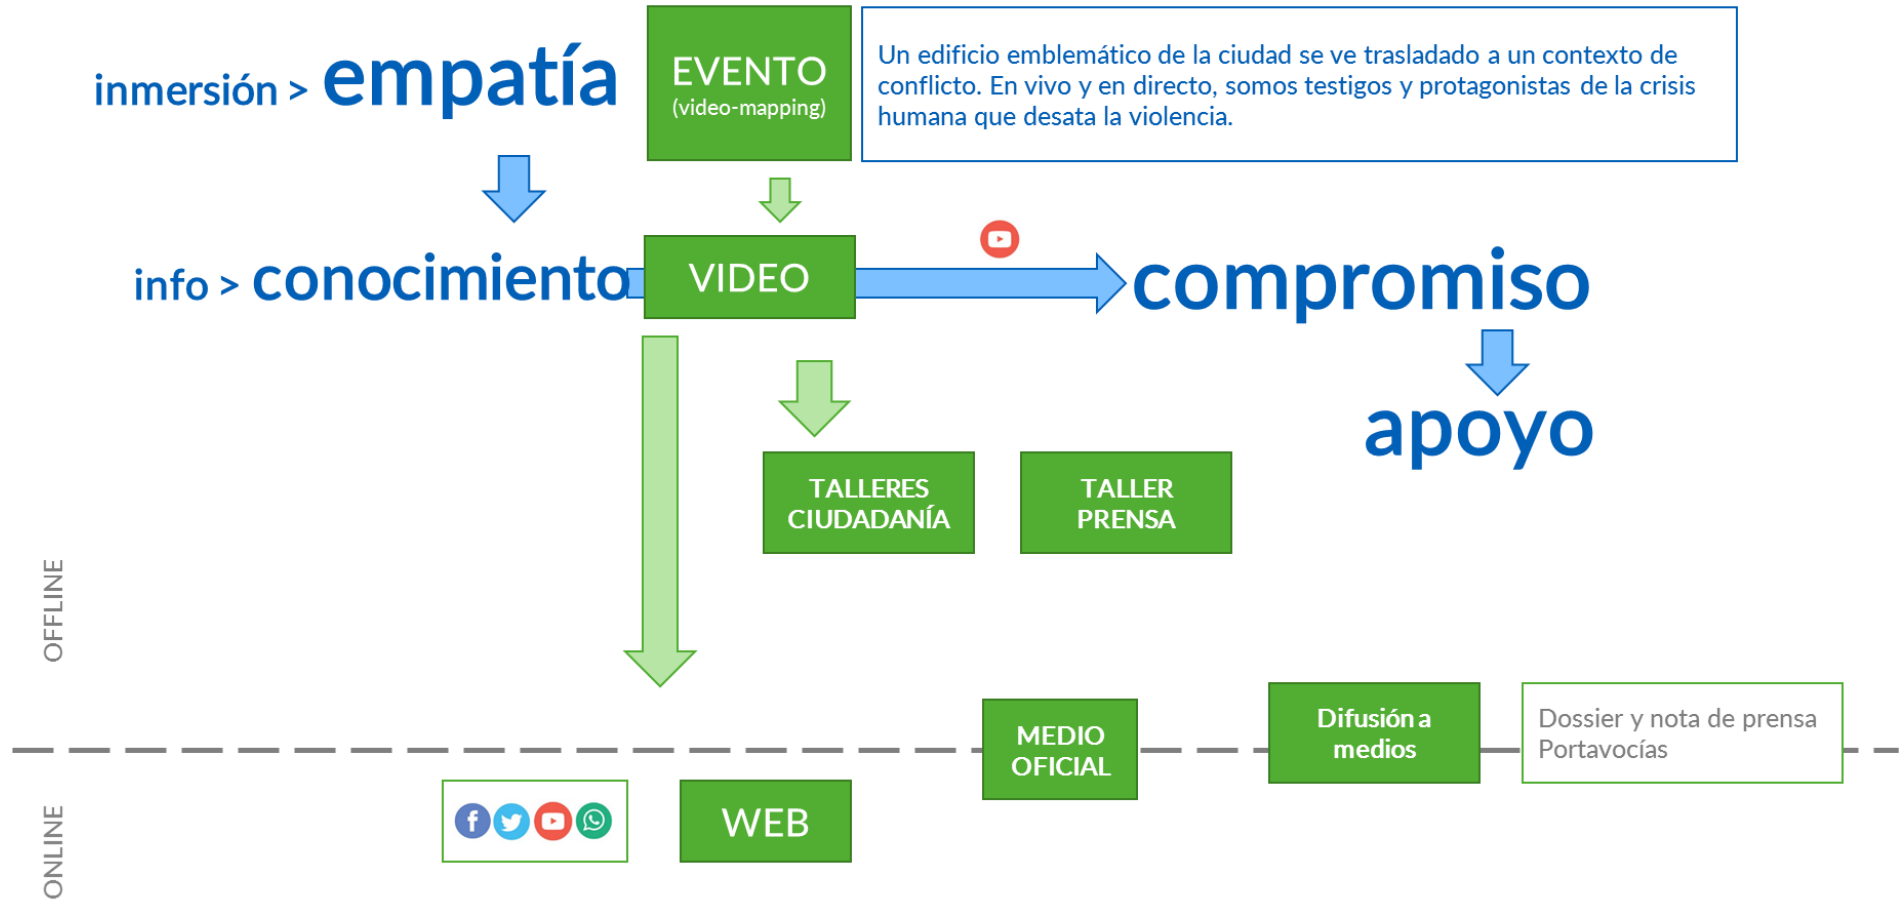 inmersión > empatía
EVENTO
(video-mapping)
Un edificio emblemático de la ciudad se ve trasladado a un contexto de
conflicto. En vivo y en directo, somos testigos y protagonistas de la crisis
humana que desata la violencia.
info > conocimiento
VIDEO
compromiso
apoyo
TALLERES
CIUDADANÍA
TALLER
PRENSA
OFFLINE
MEDIO
OFICIAL
Difusión a
medios
Dossier y nota de prensa
Portavocías
ONLINE
WEB